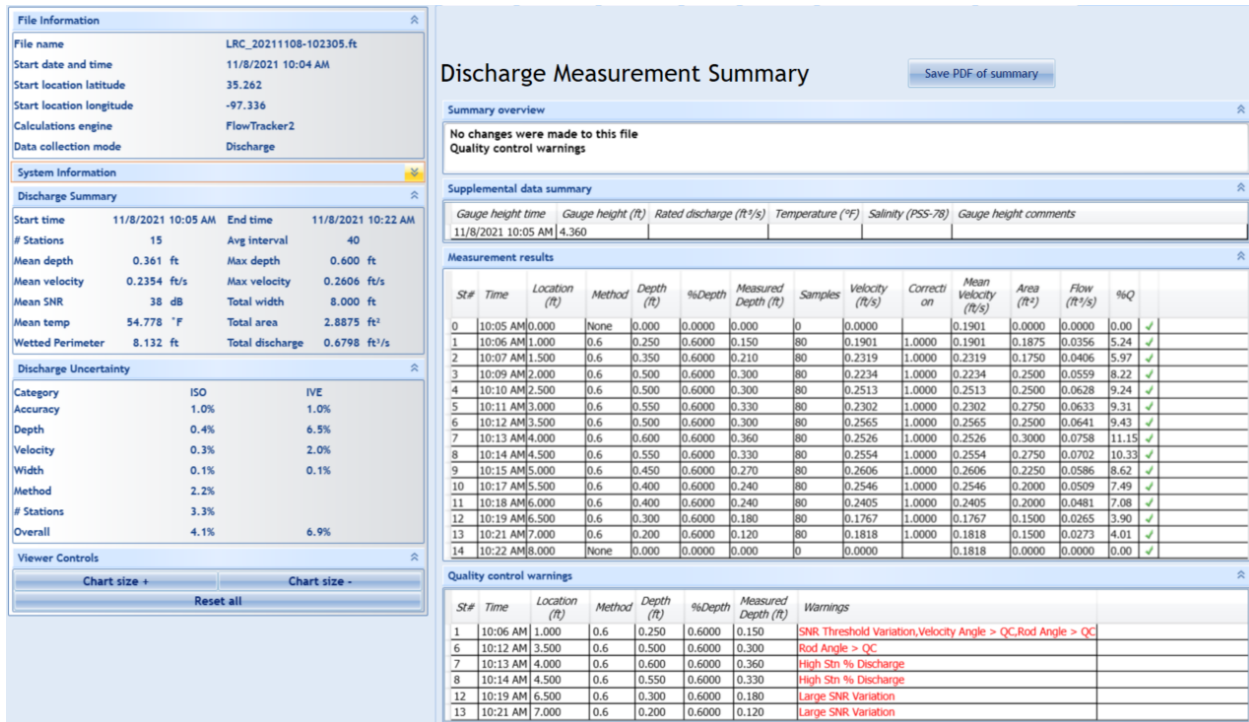 File Information
File name LRC_20211108-102305.ft
Start date and time 11/8/2021 10:04 AM
Start location latitude 35.262
Start location longitude -97.336
Calculations engine FlowTracker2
Data collection mode Discharge
System Information
Discharge Summary
Start time 11/8/2021 10:05 AM End time 11/8/2021 10:22 AM
# Stations 15 Avg interval 40
Mean depth 0.361 ft Max depth 0.600 ft
Mean velocity 0.2354 ft/s Max velocity 0.2606 ft/s
Mean SNR 38 dB Total width 8.000 ft
Mean temp 54.778 °F Total area 2.8875 ft²
Wetted Perimeter 8.132 ft Total discharge 0.6798 ft³/s
Discharge Uncertainty
Category ISO IVE
Accuracy 1.0% 1.0%
Depth 0.4% 6.5%
Velocity 0.3% 2.0%
Width 0.1% 0.1%
Method 2.2%
# Stations 3.3%
Overall 4.1% 6.9%
Viewer Controls
Chart size + Chart size -
Reset all
Discharge Measurement Summary
Save PDF of summary
Summary overview
No changes were made to this file
Quality control warnings
Supplemental data summary
Gauge height time Gauge height (ft) Rated discharge (ft³/s) Temperature (°F) Salinity (PSS-78) Gauge height comments
11/8/2021 10:05 AM 4.360
Measurement results
St# Time Location (ft) Method Depth (ft) %Depth Measured Depth (ft) Samples Velocity (ft/s) Correcti on Mean Velocity (ft/s) Area (ft²) Flow (ft³/s) %Q
0 10:05 AM 0.000 None 0.000 0.0000 0.000 0 0.0000 0.1901 0.0000 0.0000 0.00 ✓
1 10:06 AM 1.000 0.6 0.250 0.6000 0.150 80 0.1901 1.0000 0.1901 0.1875 0.0356 5.24 ✓
2 10:07 AM 1.500 0.6 0.350 0.6000 0.210 80 0.2319 1.0000 0.2319 0.1750 0.0406 5.97 ✓
3 10:09 AM 2.000 0.6 0.500 0.6000 0.300 80 0.2234 1.0000 0.2234 0.2500 0.0559 8.22 ✓
4 10:10 AM 2.500 0.6 0.500 0.6000 0.300 80 0.2513 1.0000 0.2513 0.2500 0.0628 9.24 ✓
5 10:11 AM 3.000 0.6 0.550 0.6000 0.330 80 0.2302 1.0000 0.2302 0.2750 0.0633 9.31 ✓
6 10:12 AM 3.500 0.6 0.500 0.6000 0.300 80 0.2565 1.0000 0.2565 0.2500 0.0641 9.43 ✓
7 10:13 AM 4.000 0.6 0.600 0.6000 0.360 80 0.2526 1.0000 0.2526 0.3000 0.0758 11.15 ✓
8 10:14 AM 4.500 0.6 0.550 0.6000 0.330 80 0.2554 1.0000 0.2554 0.2750 0.0702 10.33 ✓
9 10:15 AM 5.000 0.6 0.450 0.6000 0.270 80 0.2606 1.0000 0.2606 0.2250 0.0586 8.62 ✓
10 10:17 AM 5.500 0.6 0.400 0.6000 0.240 80 0.2546 1.0000 0.2546 0.2000 0.0509 7.49 ✓
11 10:18 AM 6.000 0.6 0.400 0.6000 0.240 80 0.2405 1.0000 0.2405 0.2000 0.0481 7.08 ✓
12 10:19 AM 6.500 0.6 0.300 0.6000 0.180 80 0.1767 1.0000 0.1767 0.1500 0.0265 3.90 ✓
13 10:21 AM 7.000 0.6 0.200 0.6000 0.120 80 0.1818 1.0000 0.1818 0.1500 0.0273 4.01 ✓
14 10:22 AM 8.000 None 0.000 0.0000 0.000 0 0.0000 0.1818 0.0000 0.0000 0.00 ✓
Quality control warnings
St# Time Location (ft) Method Depth (ft) %Depth Measured Depth (ft) Warnings
1 10:06 AM 1.000 0.6 0.250 0.6000 0.150 SNR Threshold Variation,Velocity Angle > QC,Rod Angle > QC
6 10:12 AM 3.500 0.6 0.500 0.6000 0.300 Rod Angle > QC
7 10:13 AM 4.000 0.6 0.600 0.6000 0.360 High Stn % Discharge
8 10:14 AM 4.500 0.6 0.550 0.6000 0.330 High Stn % Discharge
12 10:19 AM 6.500 0.6 0.300 0.6000 0.180 Large SNR Variation
13 10:21 AM 7.000 0.6 0.200 0.6000 0.120 Large SNR Variation